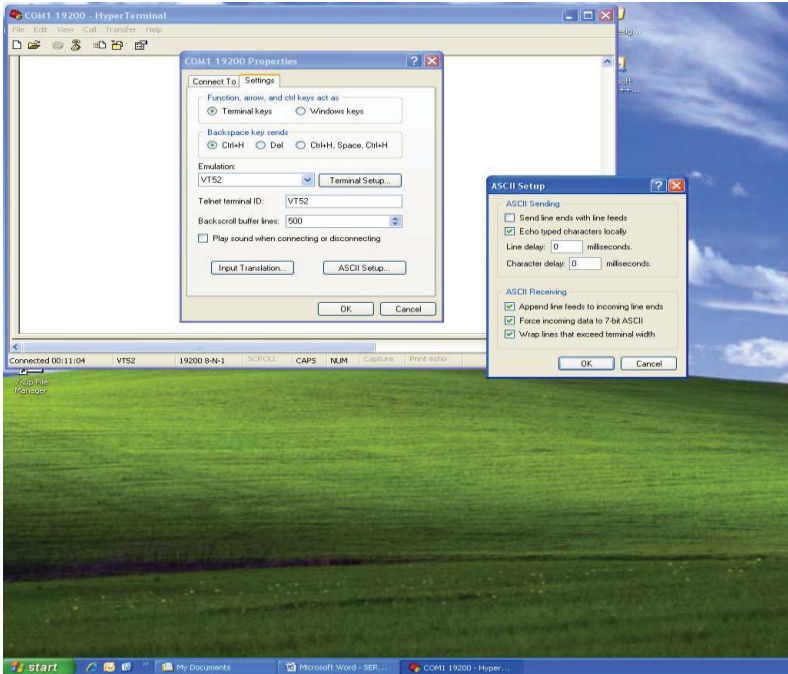 COM1 19200 - HyperTerminal
File Edit View Call Transfer Help
COM1 19200 Properties
Connect To Settings
Function, arrow, and ctrl keys act as
Terminal keys Windows keys
Backspace key sends
Ctrl+H Del Ctrl+H, Space, Ctrl+H
Emulation:
VT52 Terminal Setup...
Telnet terminal ID: VT52
Backscroll buffer lines: 500
Play sound when connecting or disconnecting
Input Translation... ASCII Setup...
OK Cancel
ASCII Setup
ASCII Sending
Send line ends with line feeds
Echo typed characters locally
Line delay: 0 milliseconds.
Character delay: 0 milliseconds.
ASCII Receiving
Append line feeds to incoming line ends
Force incoming data to 7-bit ASCII
Wrap lines that exceed terminal width
OK Cancel
Connected 00:11:04 VT52 19200 8-N-1 SCROLL CAPS NUM Capture Print echo
7-Zip File
Manager
start My Documents Microsoft Word - SER... COM1 19200 - Hyper...